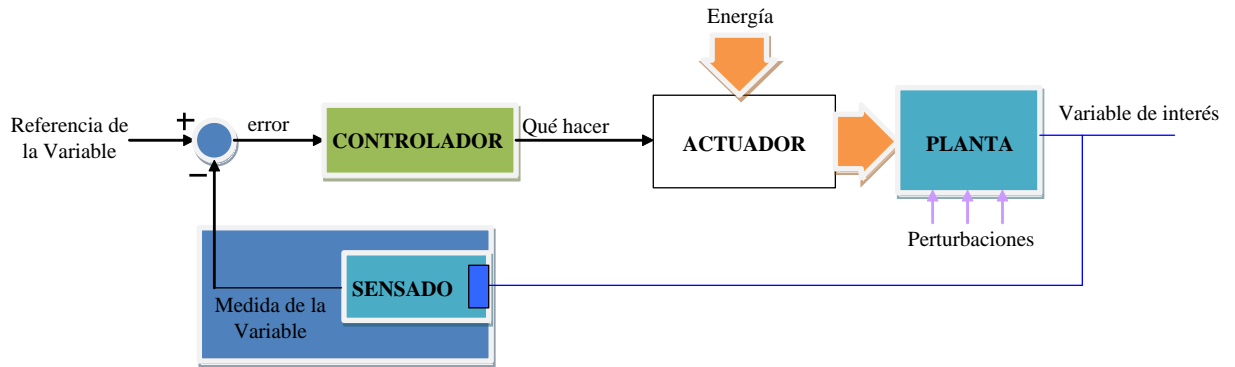 Energía
Referencia de
la Variable
+
−
error
CONTROLADOR
Qué hacer
ACTUADOR
PLANTA
Variable de interés
Perturbaciones
SENSADO
Medida de la
Variable